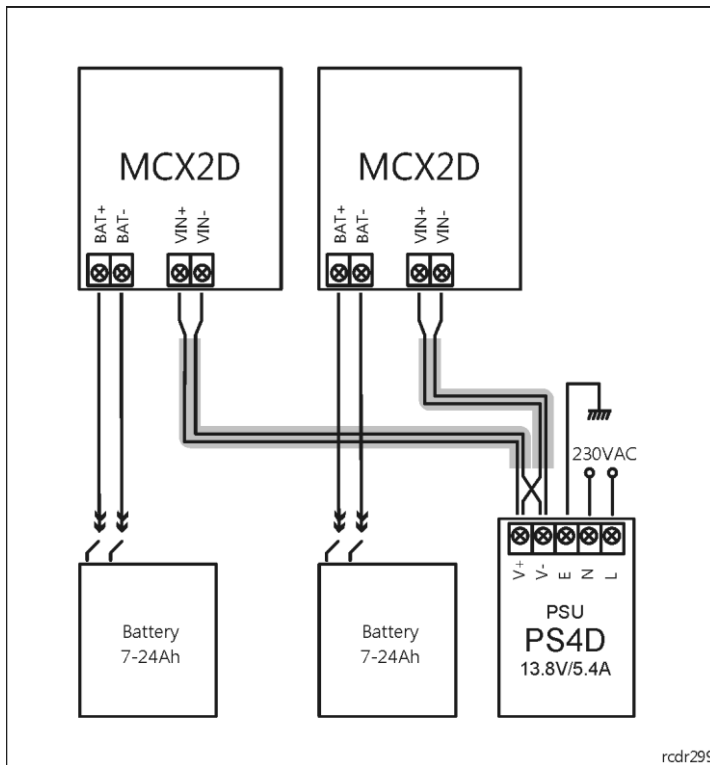 MCX2D
BAT+
BAT-
VIN+
VIN-
MCX2D
BAT+
BAT-
VIN+
VIN-
230VAC
V+
V-
E
N
L
PSU
PS4D
13.8V/5.4A
Battery
7-24Ah
Battery
7-24Ah
rcdr299